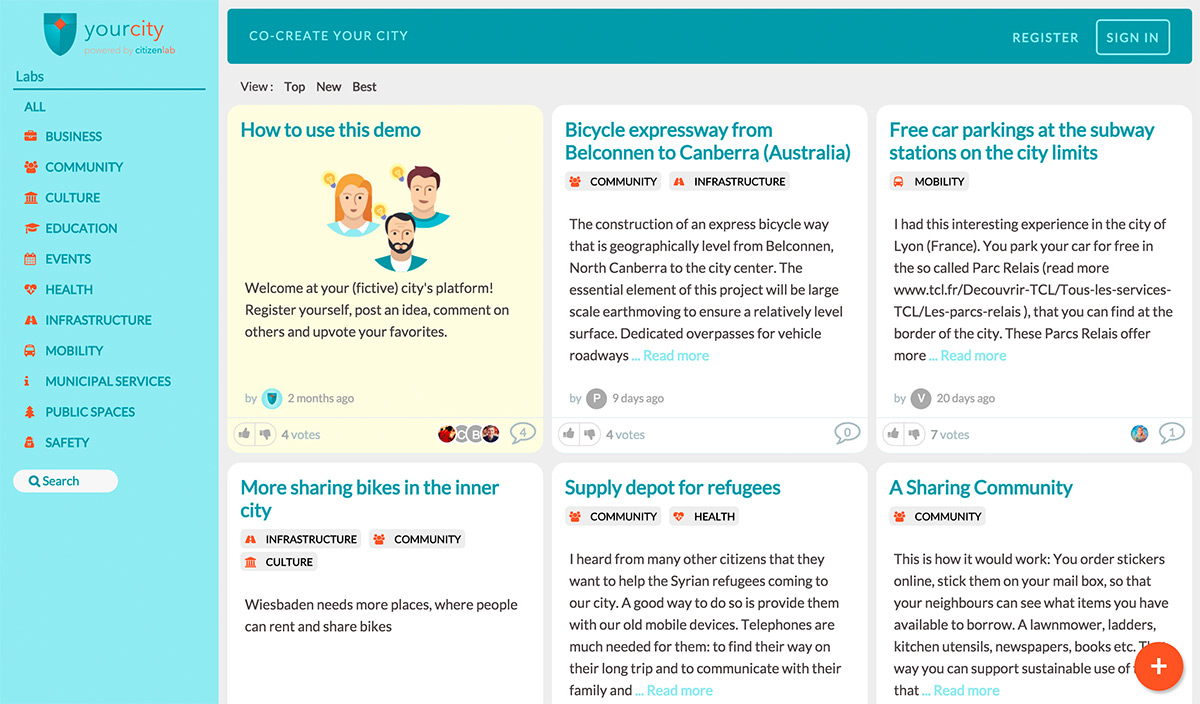 yourcity
powered by citizenlab
Labs
ALL
BUSINESS
COMMUNITY
CULTURE
EDUCATION
EVENTS
HEALTH
INFRASTRUCTURE
MOBILITY
MUNICIPAL SERVICES
PUBLIC SPACES
SAFETY
Search
CO-CREATE YOUR CITY
REGISTER SIGN IN
View : Top New Best
How to use this demo
Welcome at your (fictive) city's platform!
Register yourself, post an idea, comment on
others and upvote your favorites.
by 2 months ago
4 votes C B 4
Bicycle expressway from
Belconnen to Canberra (Australia)
COMMUNITY INFRASTRUCTURE
The construction of an express bicycle way
that is geographically level from Belconnen,
North Canberra to the city center. The
essential element of this project will be large
scale earthmoving to ensure a relatively level
surface. Dedicated overpasses for vehicle
roadways ... Read more
by P 9 days ago
4 votes 0
Free car parkings at the subway
stations on the city limits
MOBILITY
I had this interesting experience in the city of
Lyon (France). You park your car for free in
the so called Parc Relais (read more
www.tcl.fr/Decouvrir-TCL/Tous-les-services-
TCL/Les-parcs-relais ), that you can find at the
border of the city. These Parcs Relais offer
more ... Read more
by V 20 days ago
7 votes 1
More sharing bikes in the inner
city
INFRASTRUCTURE COMMUNITY
CULTURE
Wiesbaden needs more places, where people
can rent and share bikes
Supply depot for refugees
COMMUNITY HEALTH
I heard from many other citizens that they
want to help the Syrian refugees coming to
our city. A good way to do so is provide them
with our old mobile devices. Telephones are
much needed for them: to find their way on
their long trip and to communicate with their
family and ... Read more
A Sharing Community
COMMUNITY
This is how it would work: You order stickers
online, stick them on your mail box, so that
your neighbours can see what items you have
available to borrow. A lawnmower, ladders,
kitchen utensils, newspapers, books etc.
way you can support sustainable use of
that ... Read more
+